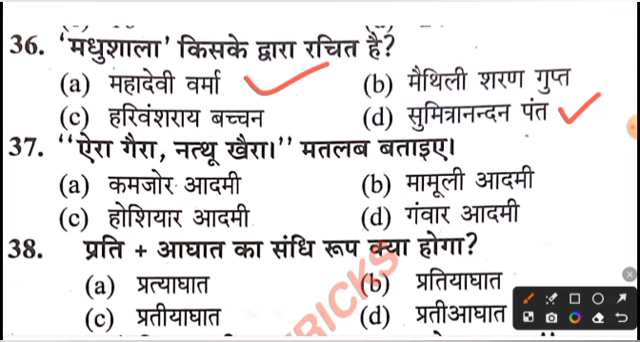 36. 'मधुशाला' किसके द्वारा रचित है?
(a) महादेवी वर्मा (b) मैथिली शरण गुप्त
(c) हरिवंशराय बच्चन (d) सुमित्रानन्दन पंत
37. "ऐरा गैरा, नत्थू खैरा।" मतलब बताइए।
(a) कमजोर आदमी (b) मामूली आदमी
(c) होशियार आदमी (d) गंवार आदमी
38. प्रति + आघात का संधि रूप क्या होगा?
(a) प्रत्याघात (b) प्रतियाघात
(c) प्रतीयाघात (d) प्रतीआघात
RICKS